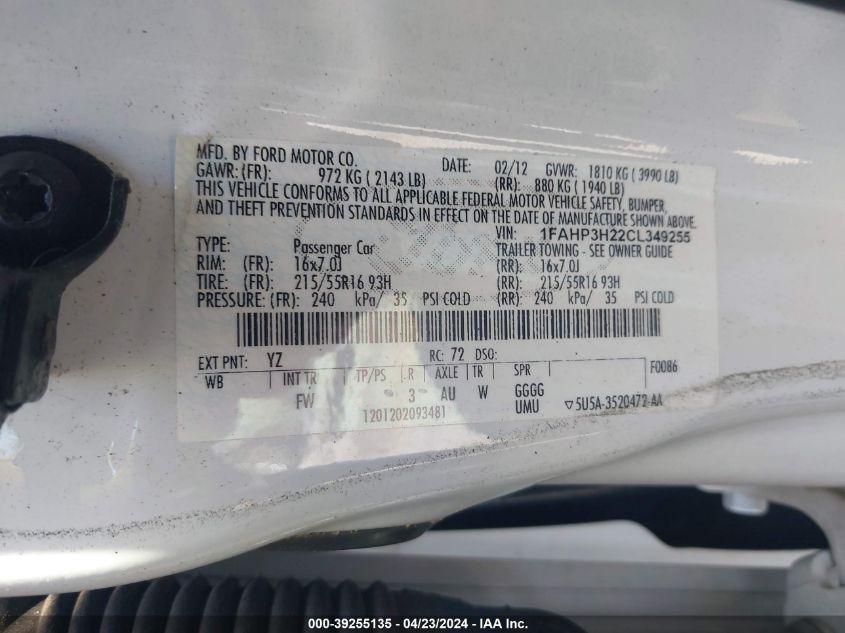 MFD. BY FORD MOTOR CO. DATE: 02/12 GVWR: 1810 KG ( 3990 LB)
GAWR: (FR): 972 KG ( 2143 LB) (RR): 880 KG ( 1940 LB)
THIS VEHICLE CONFORMS TO ALL APPLICABLE FEDERAL MOTOR VEHICLE SAFETY, BUMPER,
AND THEFT PREVENTION STANDARDS IN EFFECT ON THE DATE OF MANUFACTURE SHOWN ABOVE.
VIN: 1FAHP3H22CL349255
TYPE: Passenger Car TRAILER TOWING - SEE OWNER GUIDE
RIM: (FR): 16x7.0J (RR): 16x7.0J
TIRE: (FR): 215/55R16 93H (RR): 215/55R16 93H
PRESSURE: (FR): 240 kPa/ 35 PSI COLD (RR): 240 kPa/ 35 PSI COLD
EXT PNT: YZ RC: 72 DSO: F0086
WB INT TR TP/PS R AXLE TR SPR
FW 3 AU W GGGG
UMU
1201202093481 ▽5U5A-3520472-AA
000-39255135 - 04/23/2024 - IAA Inc.